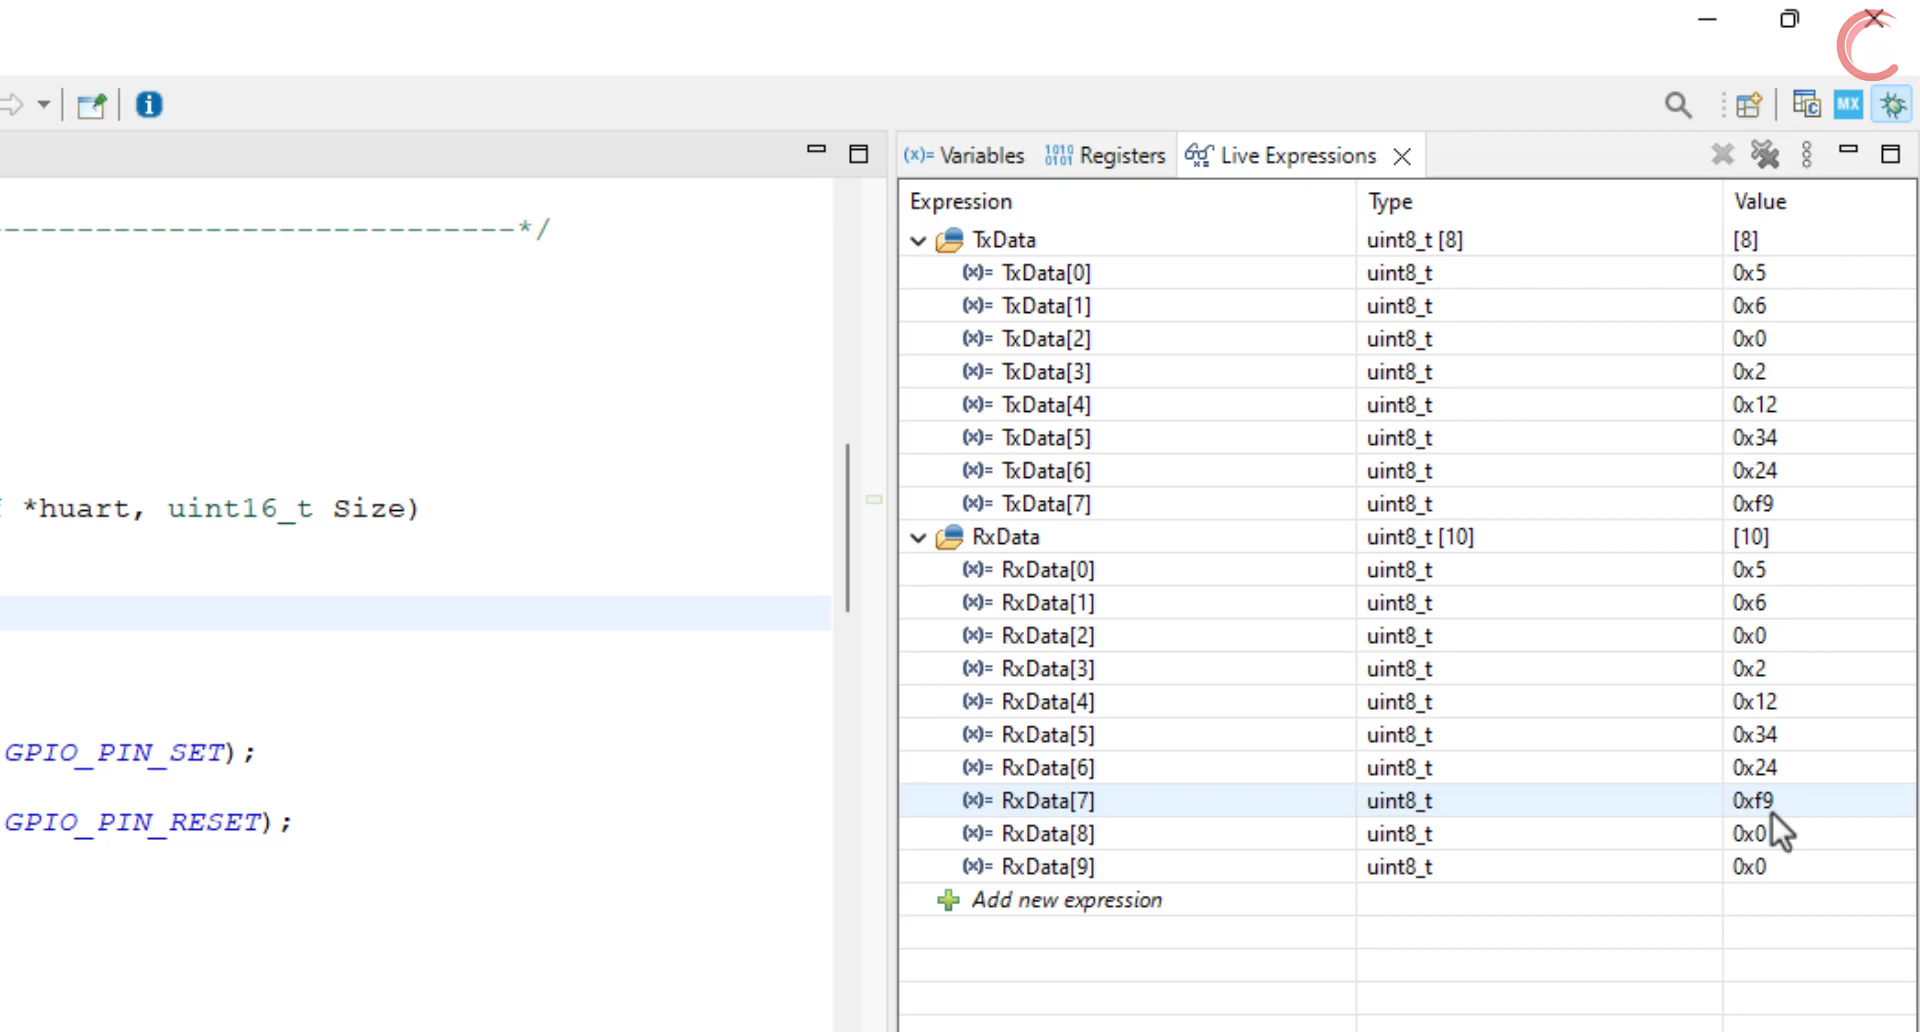 i
MX
---------------------------*/
*huart, uint16_t Size)
GPIO_PIN_SET);
GPIO_PIN_RESET);
(x)= Variables 1010 0101 Registers Live Expressions
Expression Type Value
TxData uint8_t [8] [8]
(x)= TxData[0] uint8_t 0x5
(x)= TxData[1] uint8_t 0x6
(x)= TxData[2] uint8_t 0x0
(x)= TxData[3] uint8_t 0x2
(x)= TxData[4] uint8_t 0x12
(x)= TxData[5] uint8_t 0x34
(x)= TxData[6] uint8_t 0x24
(x)= TxData[7] uint8_t 0xf9
RxData uint8_t [10] [10]
(x)= RxData[0] uint8_t 0x5
(x)= RxData[1] uint8_t 0x6
(x)= RxData[2] uint8_t 0x0
(x)= RxData[3] uint8_t 0x2
(x)= RxData[4] uint8_t 0x12
(x)= RxData[5] uint8_t 0x34
(x)= RxData[6] uint8_t 0x24
(x)= RxData[7] uint8_t 0xf9
(x)= RxData[8] uint8_t 0x0
(x)= RxData[9] uint8_t 0x0
Add new expression